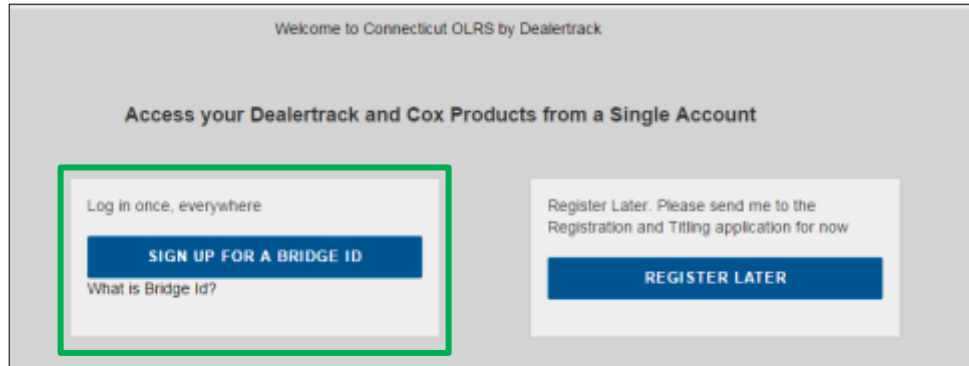 Welcome to Connecticut OLRS by Dealertrack
Access your Dealertrack and Cox Products from a Single Account
Log in once, everywhere
SIGN UP FOR A BRIDGE ID
What is Bridge Id?
Register Later. Please send me to the
Registration and Titling application for now
REGISTER LATER